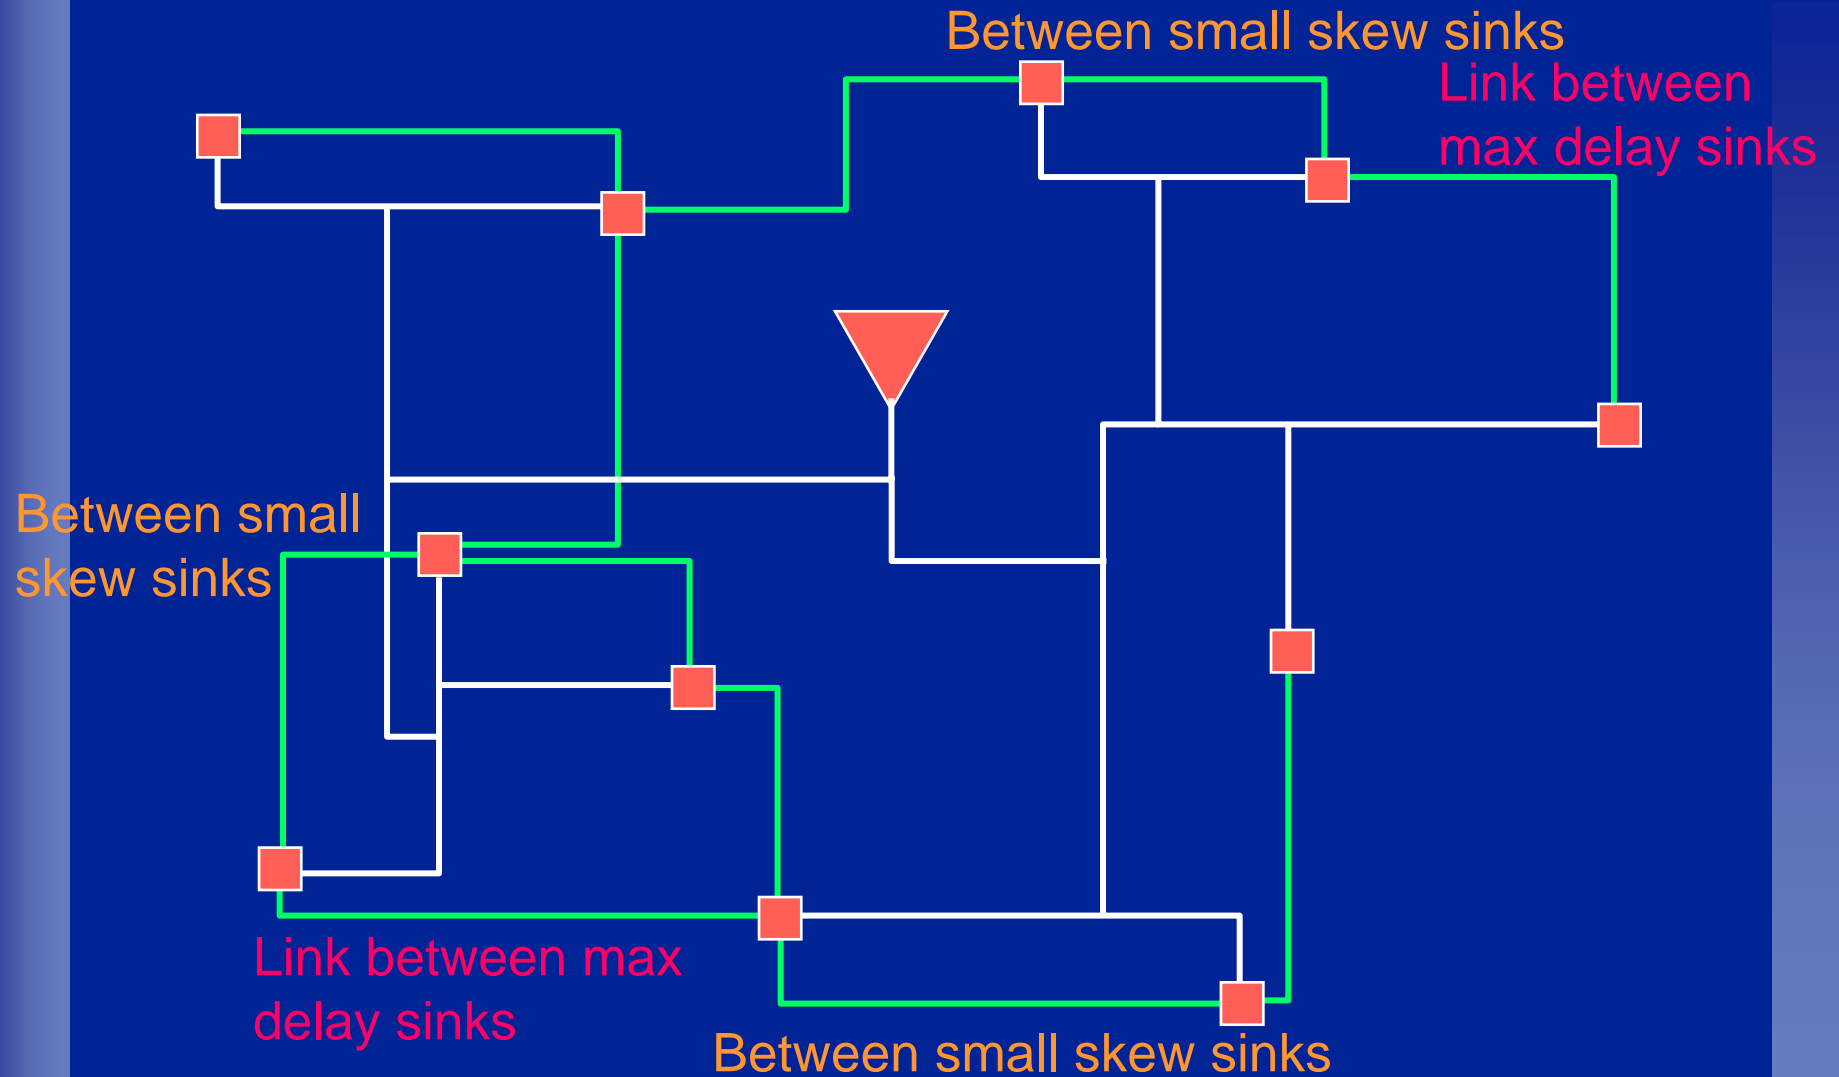 Between small skew sinks
Link between
max delay sinks
Between small
skew sinks
Link between max
delay sinks
Between small skew sinks